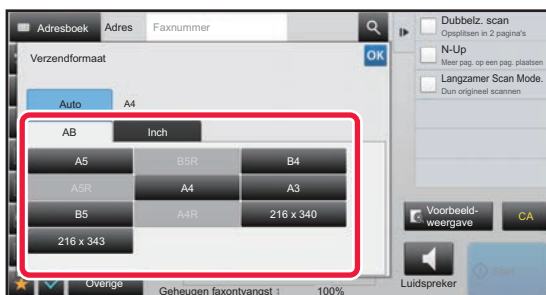 Adresboek Adres Faxnummer
Verzendformaat OK
Auto A4
AB Inch
A5 B5R B4
A5R A4 A3
B5 A4R 216 x 340
216 x 343
Overige
Geheugen faxontvangst : 100%
Dubbelz. scan
Opsplitsen in 2 pagina's
N-Up
Meer pag. op een pag. plaatsen
Langzamer Scan Mode.
Dun origineel scannen
Voorbeeld-
weergave
CA
Luidspreker
Start